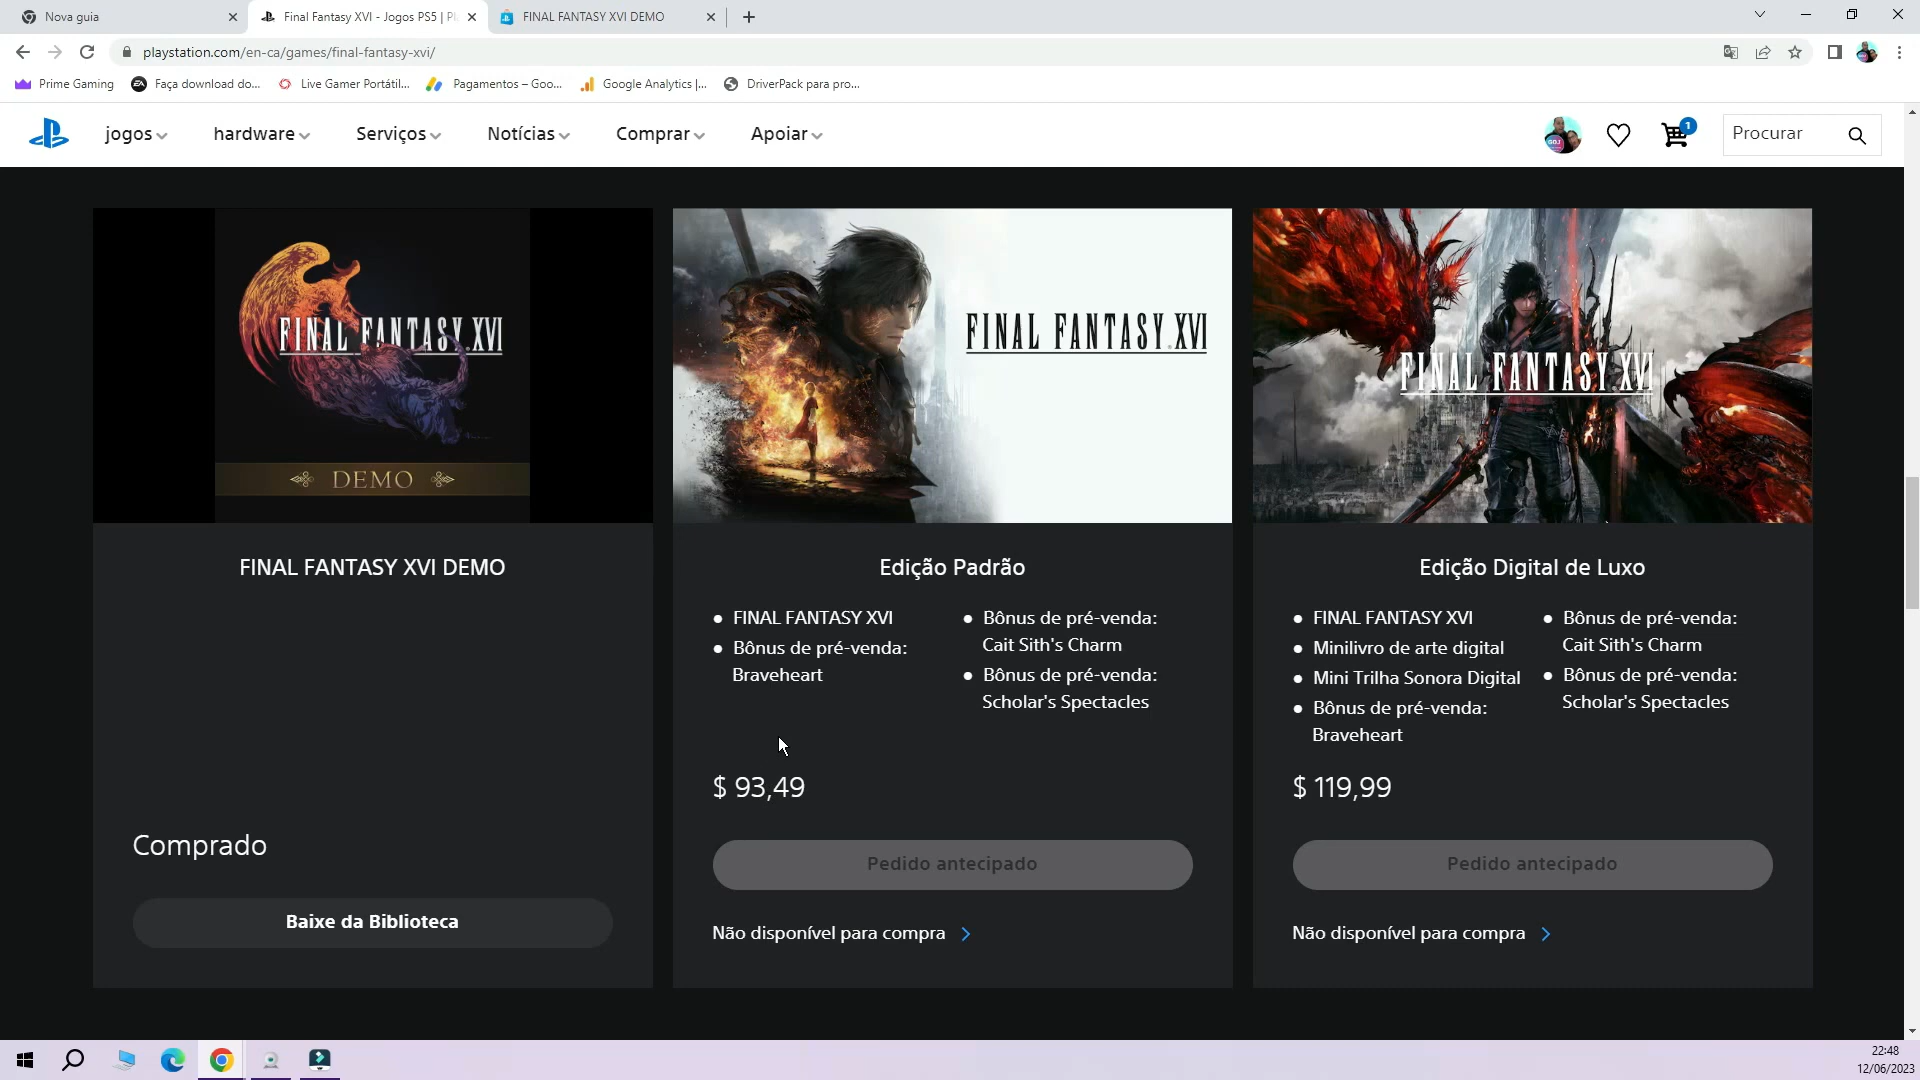 Nova guia
Final Fantasy XVI - Jogos PS5 | Pl
FINAL FANTASY XVI DEMO
playstation.com/en-ca/games/final-fantasy-xvi/
Prime Gaming
Faça download do...
Live Gamer Portátil...
Pagamentos – Goo...
Google Analytics |...
DriverPack para pro...
jogos
hardware
Serviços
Notícias
Comprar
Apoiar
1
Procurar
FINAL FANTASY XVI
DEMO
FINAL FANTASY XVI
FINAL FANTASY XVI
FINAL FANTASY XVI DEMO
Baixe da Biblioteca
Comprado
Edição Padrão
FINAL FANTASY XVI
Bônus de pré-venda:
Braveheart
Bônus de pré-venda:
Cait Sith's Charm
Bônus de pré-venda:
Scholar's Spectacles
$ 93,49
Pedido antecipado
Não disponível para compra
Edição Digital de Luxo
FINAL FANTASY XVI
Minilivro de arte digital
Mini Trilha Sonora Digital
Bônus de pré-venda:
Braveheart
Bônus de pré-venda:
Cait Sith's Charm
Bônus de pré-venda:
Scholar's Spectacles
$ 119,99
Pedido antecipado
Não disponível para compra
22:48
12/06/2023